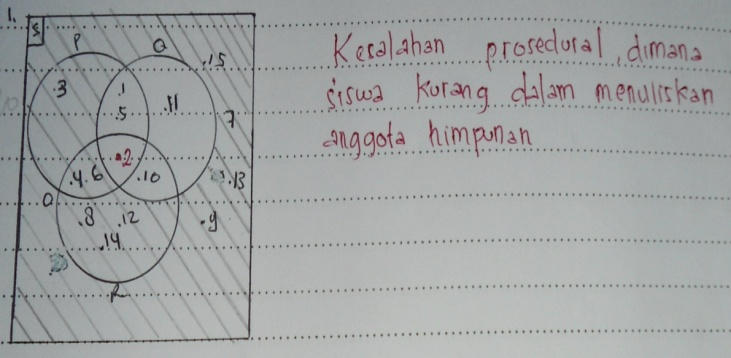 1.
S
P
Q
.15
.3
.1
.5
.11
7
.2
.4 .6
.10
.13
.8
.12
.9
.14
R
Kesalahan prosedural, dimana
siswa kurang dalam menuliskan
anggota himpunan